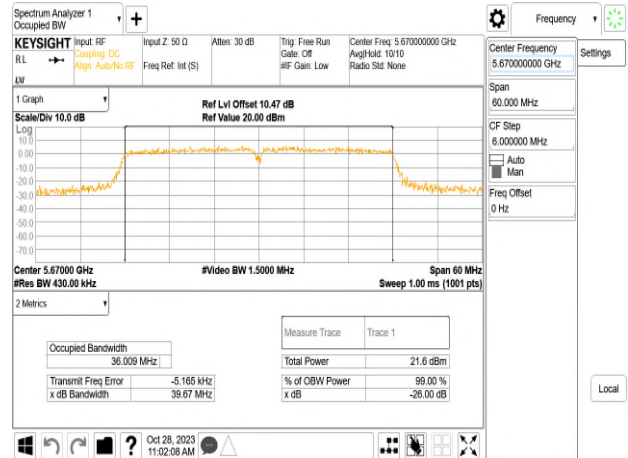 Spectrum Analyzer 1
Occupied BW
KEYSIGHT
RL
Input: RF
Coupling: DC
Align: Auto/No RF
Input Z: 50 Ω
Freq Ref: Int (S)
Atten: 30 dB
Trig: Free Run
Gate: Off
#IF Gain: Low
Center Freq: 5.670000000 GHz
Avg|Hold: 10/10
Radio Std: None
1 Graph
Scale/Div 10.0 dB
Ref Lvl Offset 10.47 dB
Ref Value 20.00 dBm
Log
10.0
0.00
-10.0
-20.0
-30.0
-40.0
-50.0
-60.0
-70.0
Center 5.67000 GHz
#Res BW 430.00 kHz
#Video BW 1.5000 MHz
Span 60 MHz
Sweep 1.00 ms (1001 pts)
2 Metrics
Occupied Bandwidth
36.009 MHz
Transmit Freq Error -5.165 kHz
x dB Bandwidth 39.67 MHz
Measure Trace Trace 1
Total Power 21.6 dBm
% of OBW Power 99.00 %
x dB -26.00 dB
Frequency
Settings
Center Frequency
5.670000000 GHz
Span
60.000 MHz
CF Step
6.000000 MHz
Auto
Man
Freq Offset
0 Hz
Local
?
Oct 28, 2023
11:02:08 AM